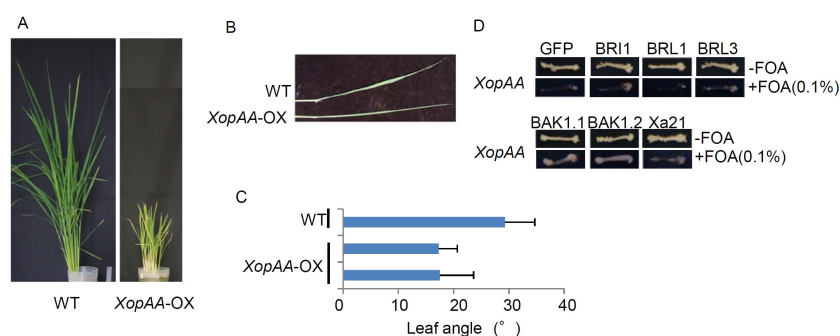 A
WT
XopAA-OX
B
WT
XopAA-OX
C
WT
XopAA-OX
0 10 20 30 40
Leaf angle (°)
D
GFP BRI1 BRL1 BRL3
XopAA
-FOA
+FOA(0.1%)
BAK1.1 BAK1.2 Xa21
XopAA
-FOA
+FOA(0.1%)